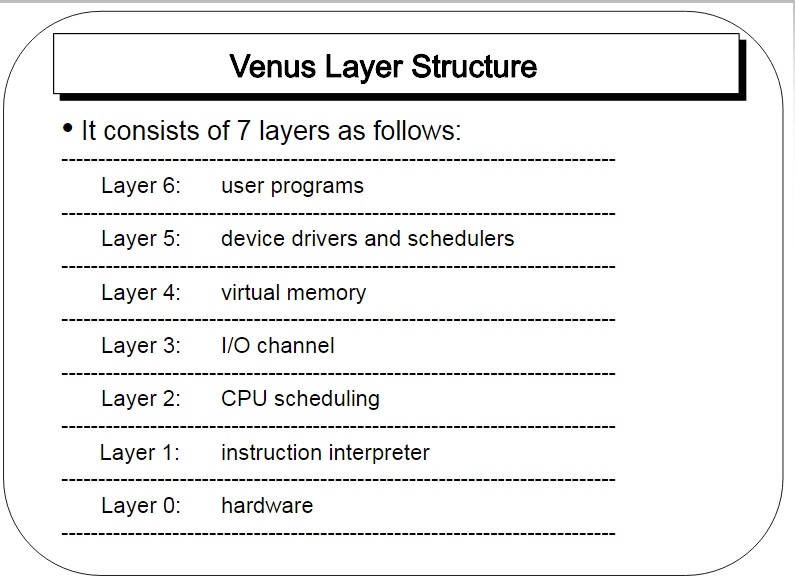 Venus Layer Structure
• It consists of 7 layers as follows:
Layer 6: user programs
Layer 5: device drivers and schedulers
Layer 4: virtual memory
Layer 3: I/O channel
Layer 2: CPU scheduling
Layer 1: instruction interpreter
Layer 0: hardware